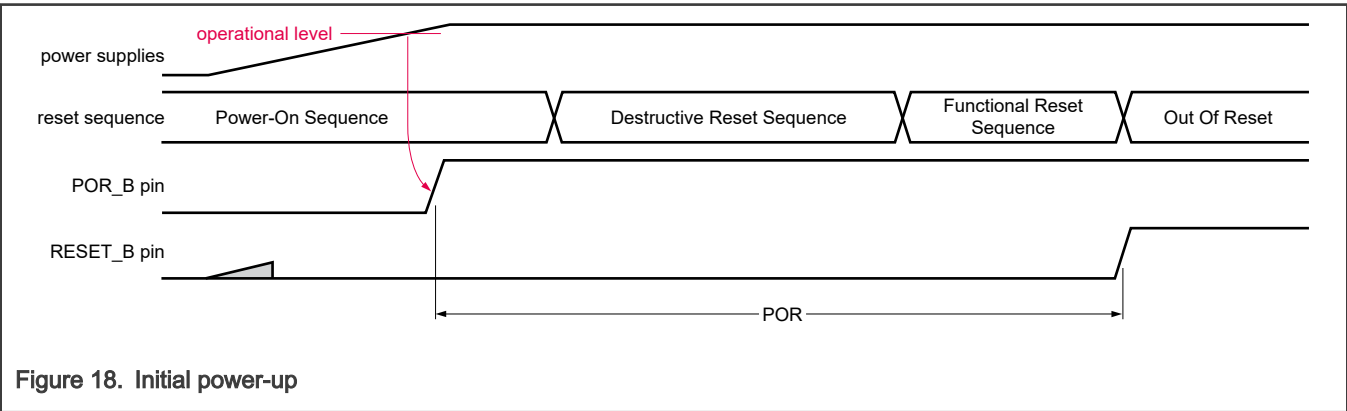 operational level
power supplies
reset sequence
Power-On Sequence
Destructive Reset Sequence
Functional Reset
Sequence
Out Of Reset
POR_B pin
RESET_B pin
POR
Figure 18. Initial power-up